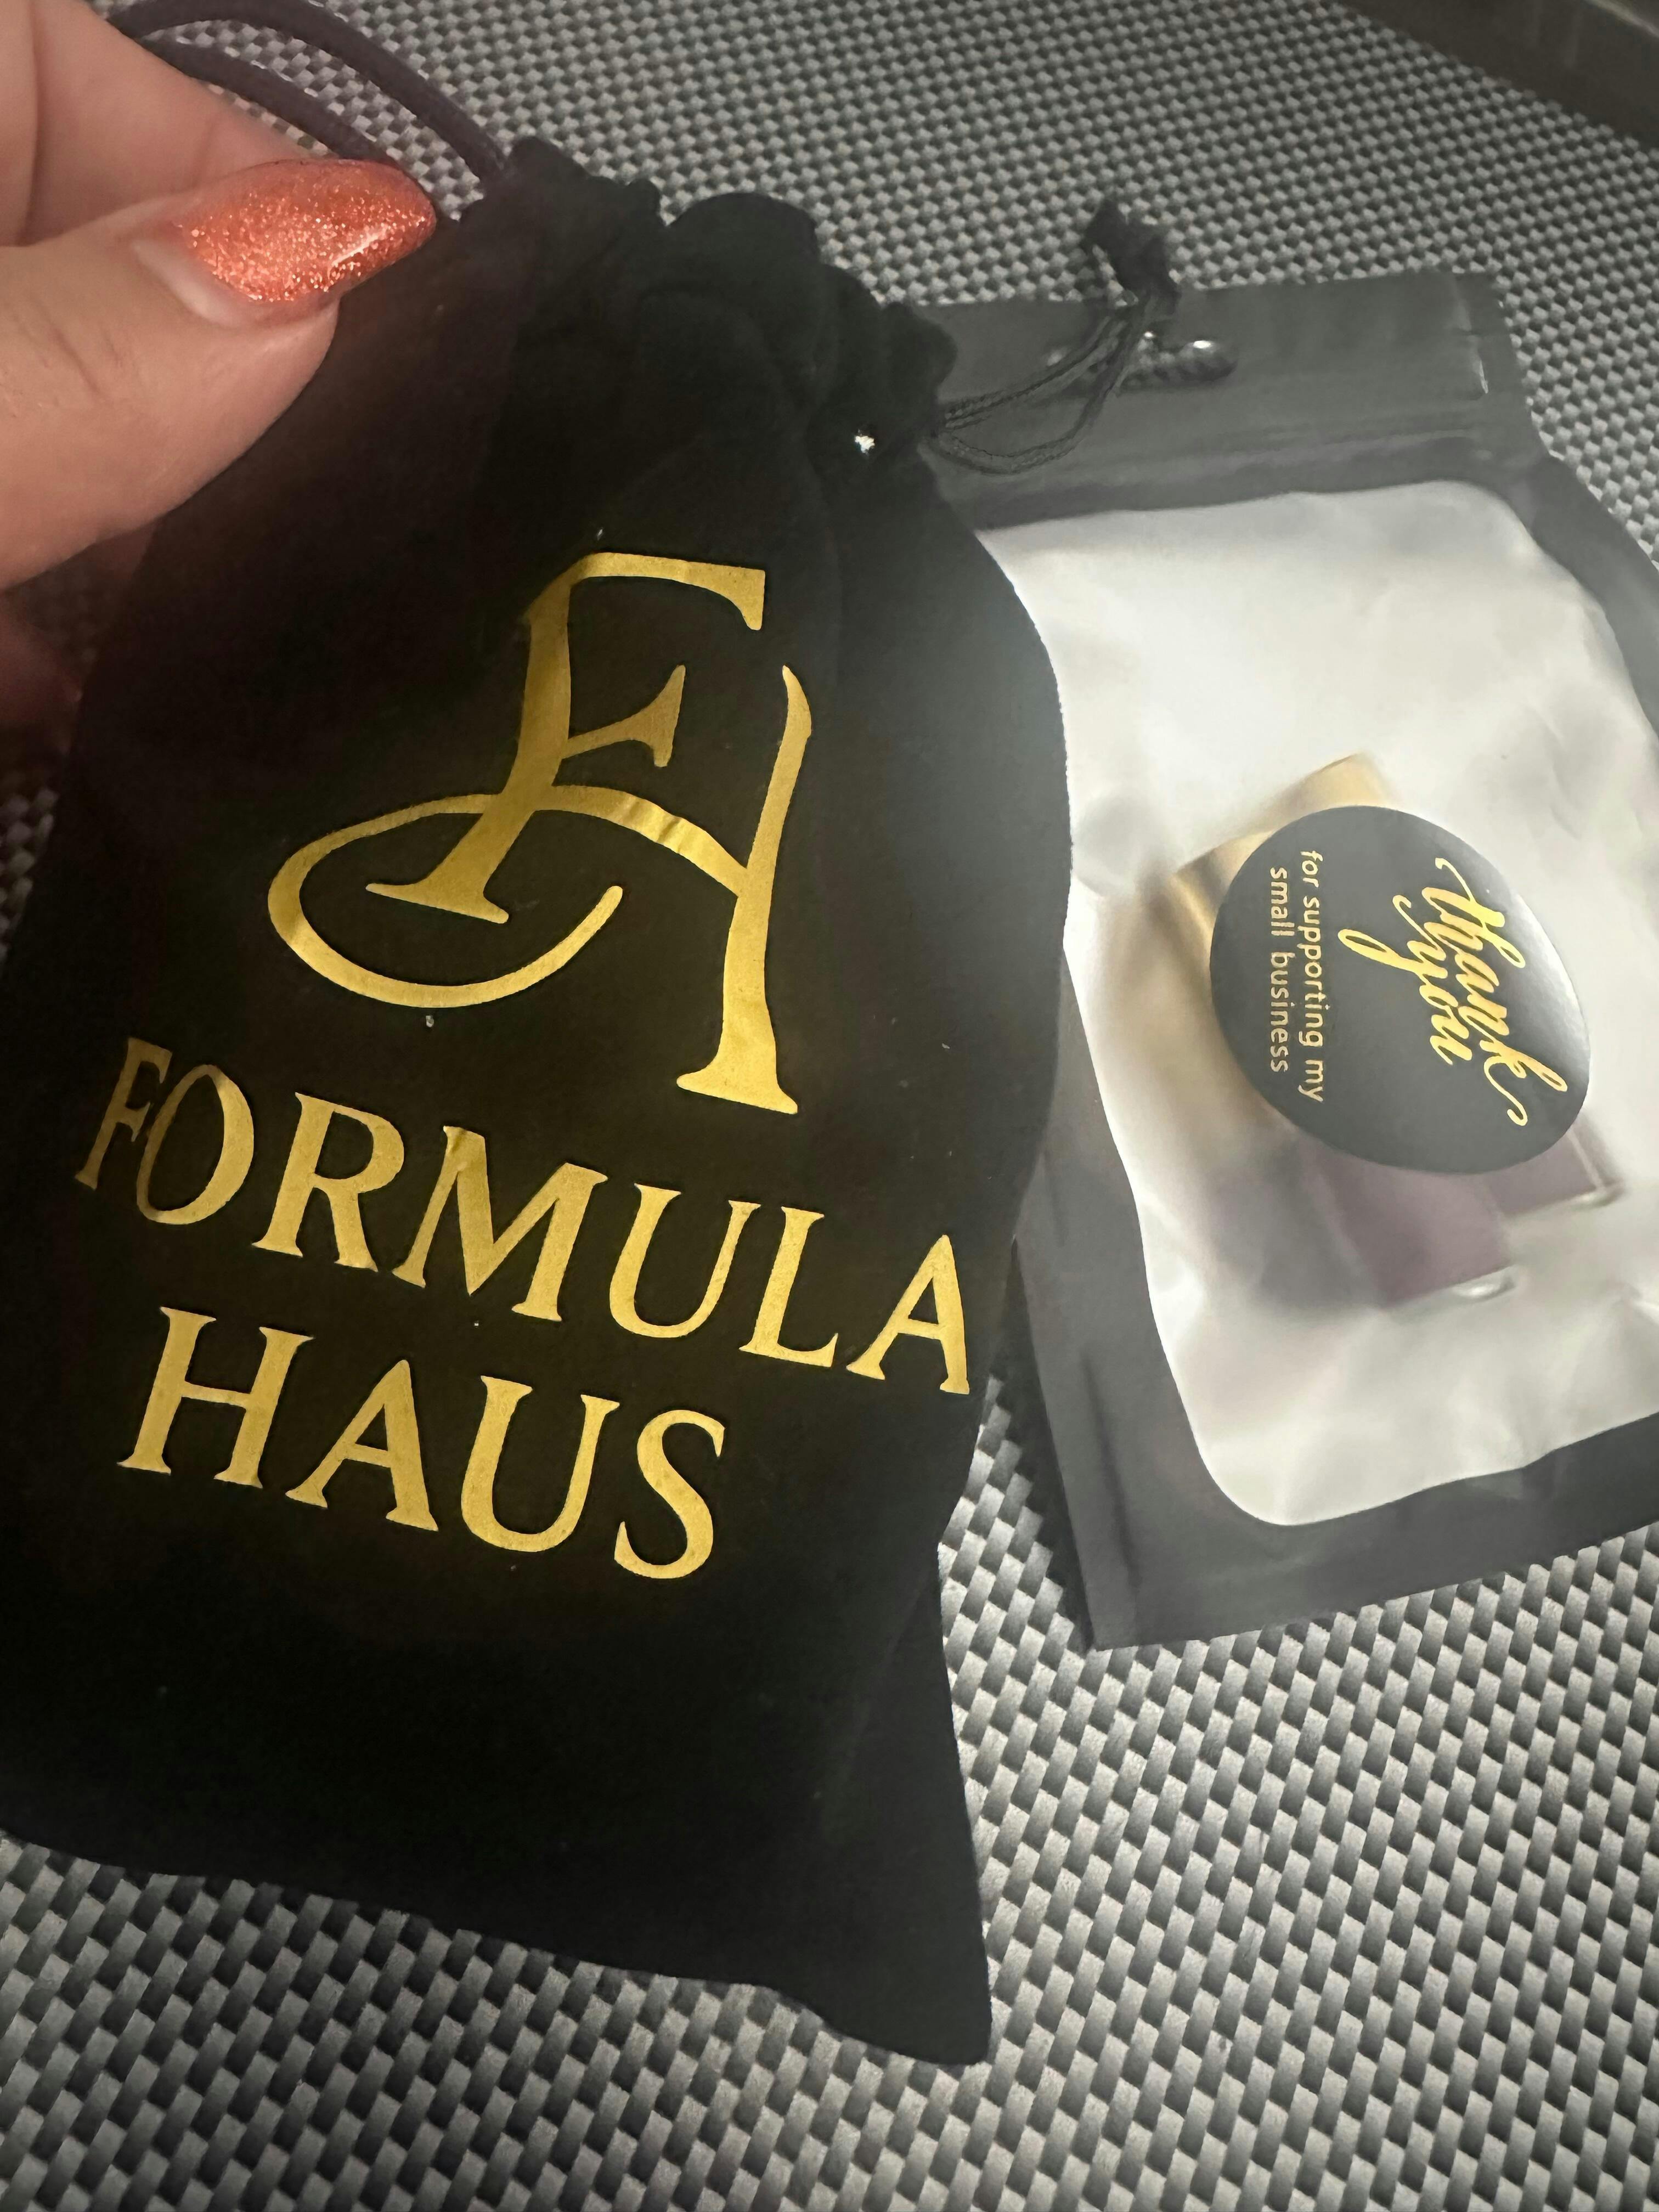 FH
FORMULA
HAUS
thank
you
for supporting my
small business